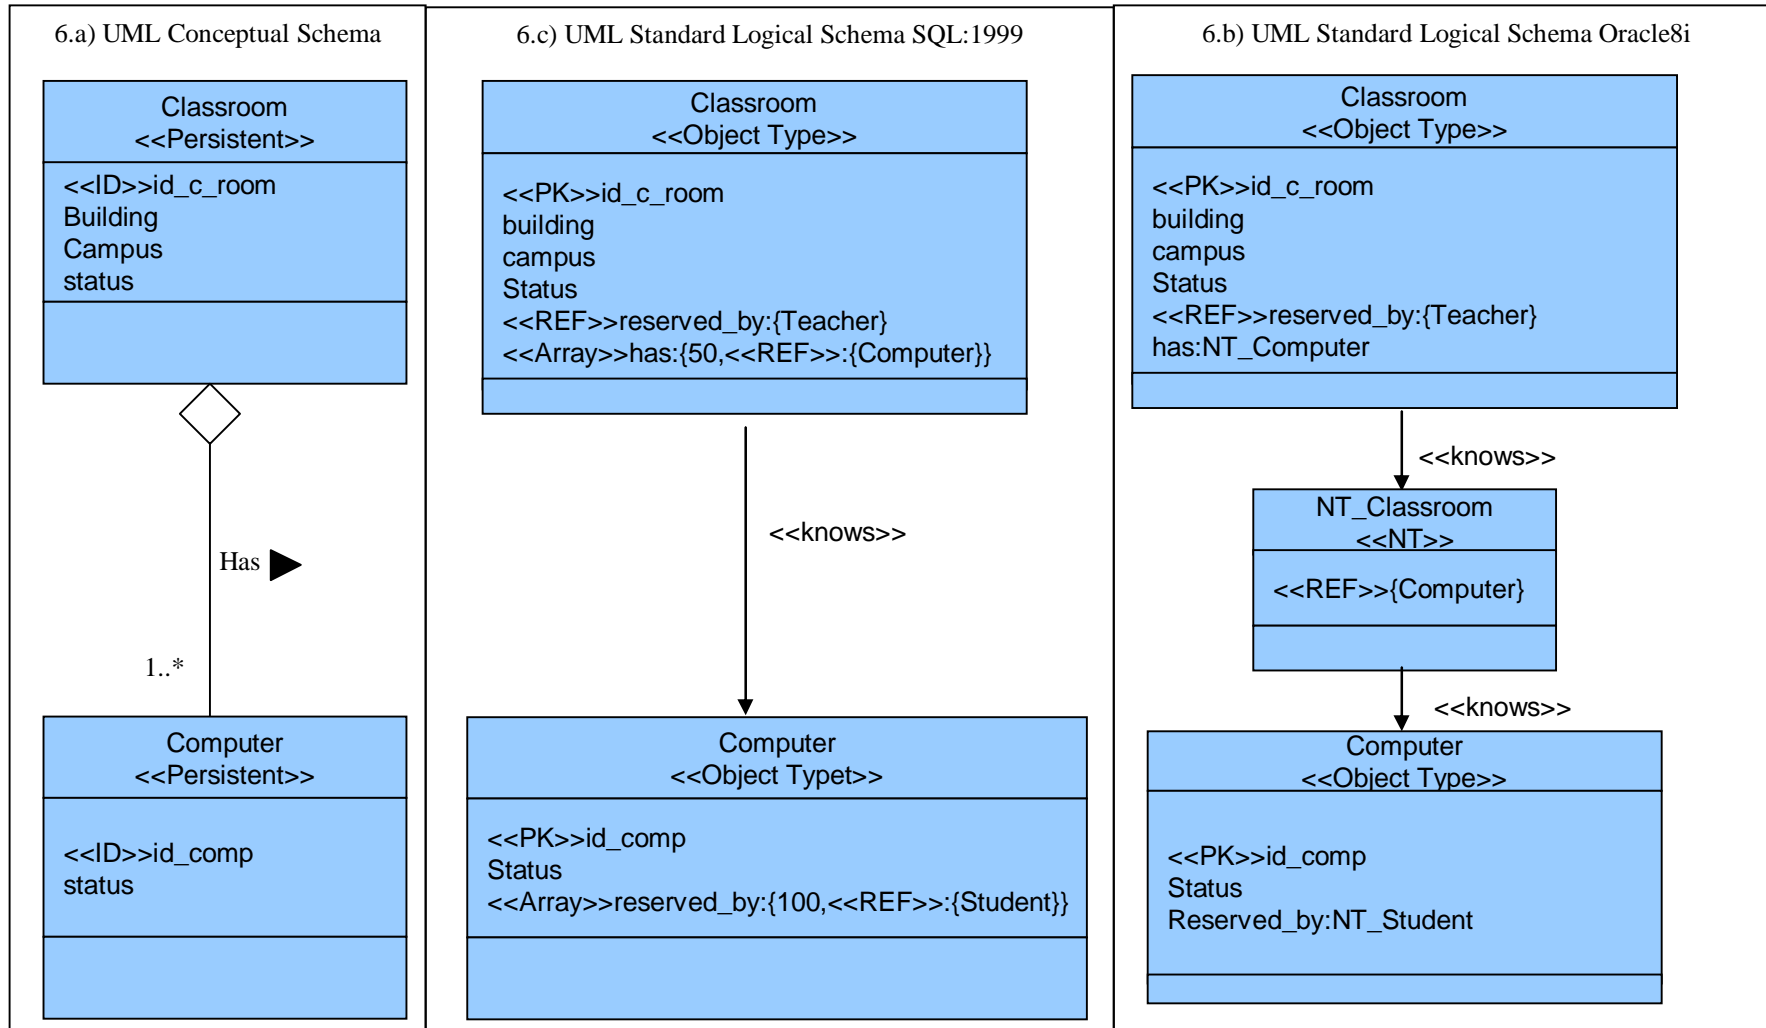 6.a) UML Conceptual Schema
Classroom
<<Persistent>>
<<ID>>id_c_room
Building
Campus
status
Has
1..*
Computer
<<Persistent>>
<<ID>>id_comp
status
6.c) UML Standard Logical Schema SQL:1999
Classroom
<<Object Type>>
<<PK>>id_c_room
building
campus
Status
<<REF>>reserved_by:{Teacher}
<<Array>>has:{50,<<REF>>:{Computer}}
<<knows>>
Computer
<<Object Typet>>
<<PK>>id_comp
Status
<<Array>>reserved_by:{100,<<REF>>:{Student}}
6.b) UML Standard Logical Schema Oracle8i
Classroom
<<Object Type>>
<<PK>>id_c_room
building
campus
Status
<<REF>>reserved_by:{Teacher}
has:NT_Computer
<<knows>>
NT_Classroom
<<NT>>
<<REF>>{Computer}
<<knows>>
Computer
<<Object Type>>
<<PK>>id_comp
Status
Reserved_by:NT_Student